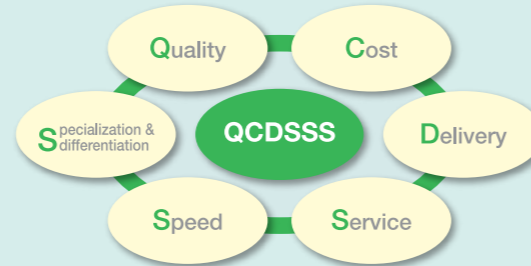 Quality
Cost
Specialization &
differentiation
QCDSSS
Delivery
Speed
Service